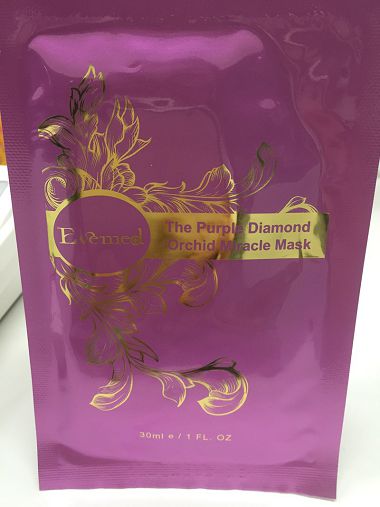 Evemed
The Purple Diamond
Orchid Miracle Mask
30ml e / 1 FL. OZ